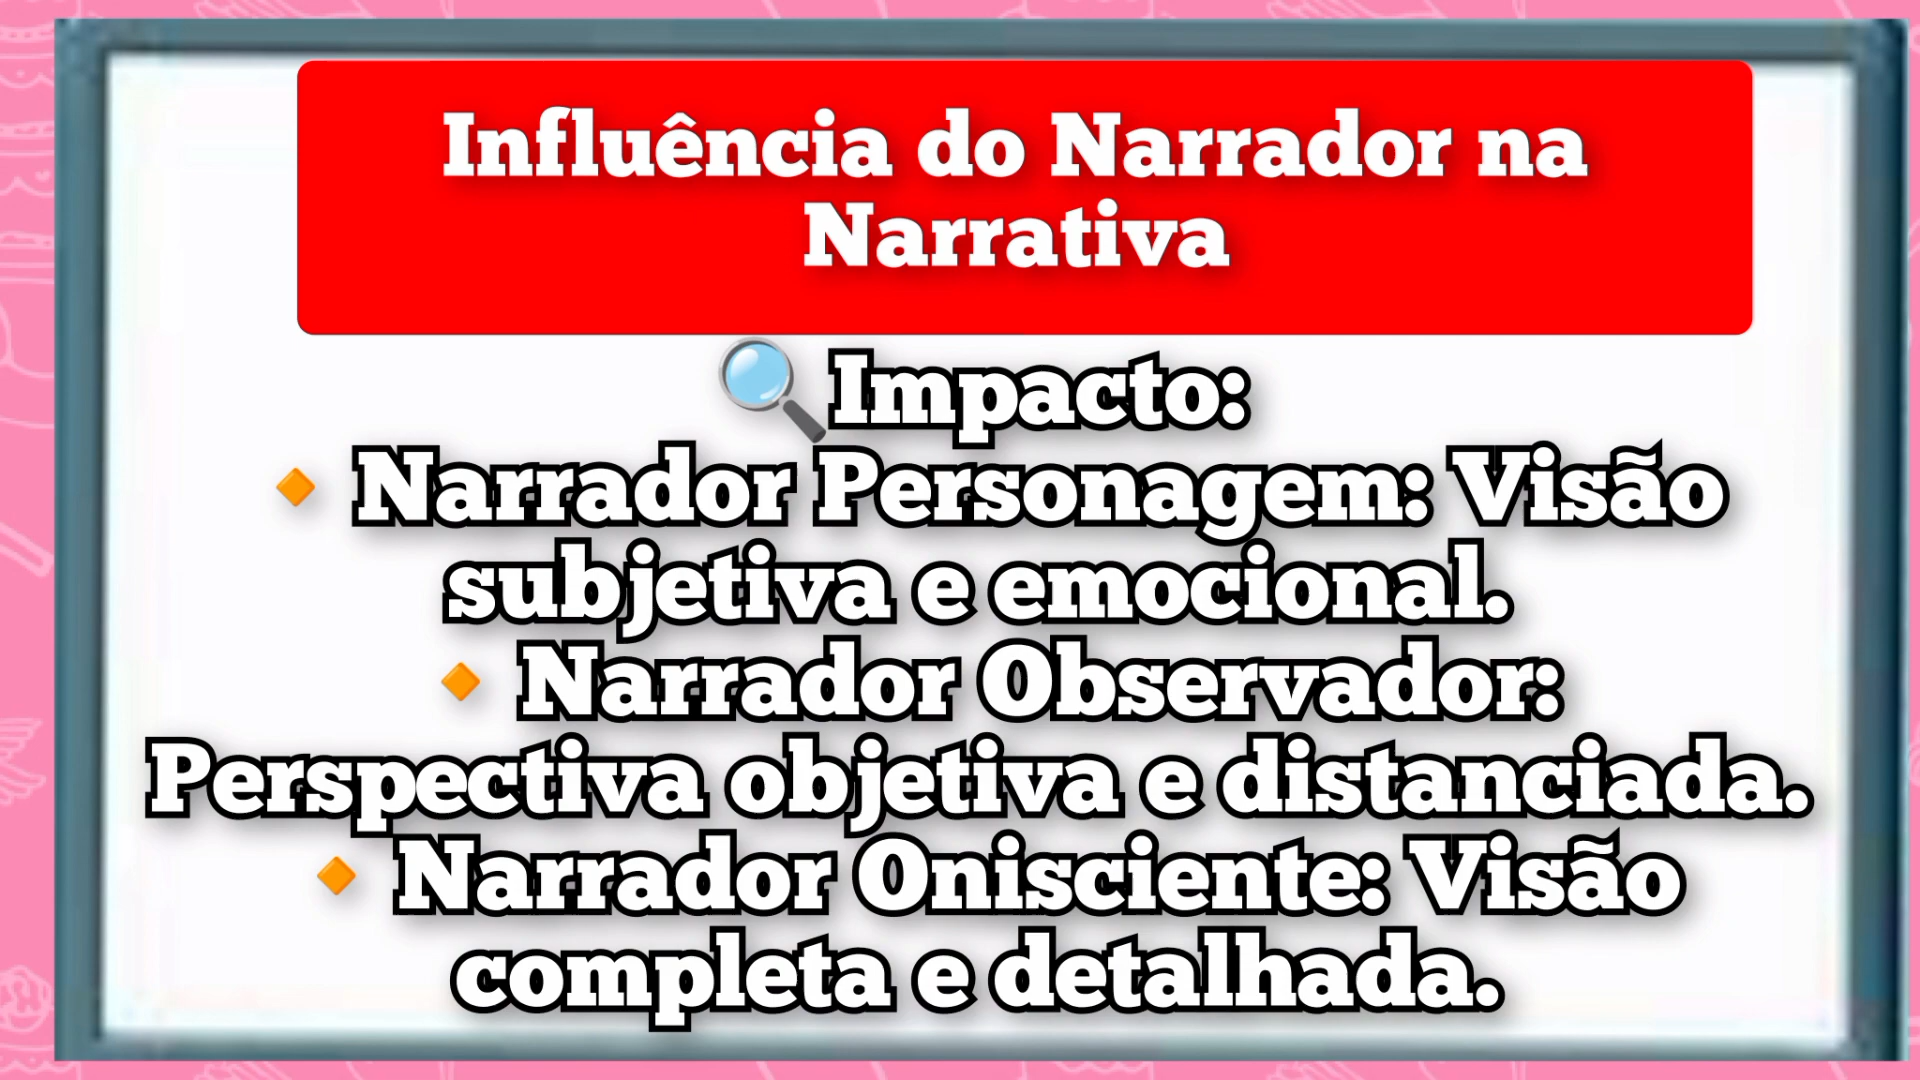 Influência do Narrador na
Narrativa
🔍Impacto:
🔸 Narrador Personagem: Visão
subjetiva e emocional.
🔸 Narrador Observador:
Perspectiva objetiva e distanciada.
🔸 Narrador Onisciente: Visão
completa e detalhada.